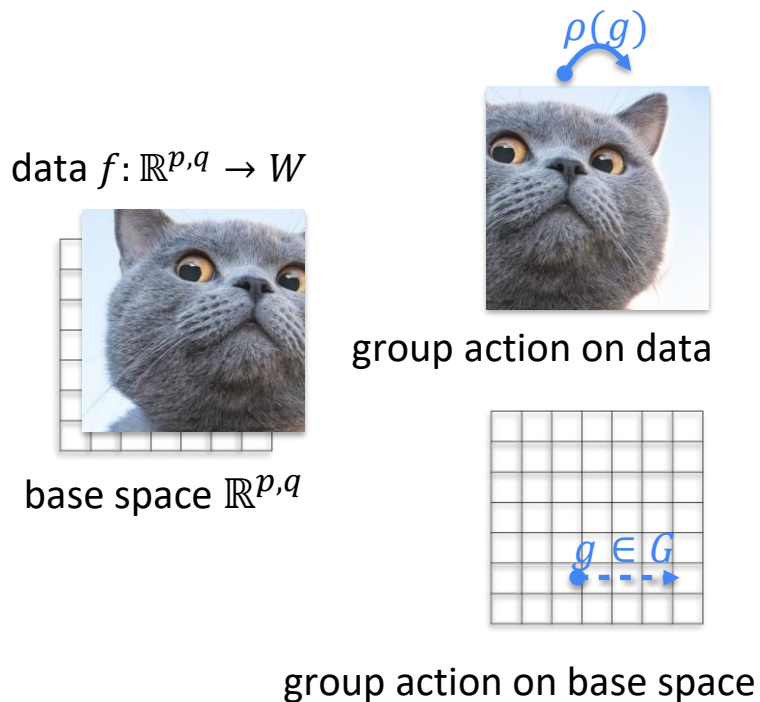 ρ(g)
data f: ℝ^{p,q} → W
group action on data
base space ℝ^{p,q}
g ∈ G
group action on base space